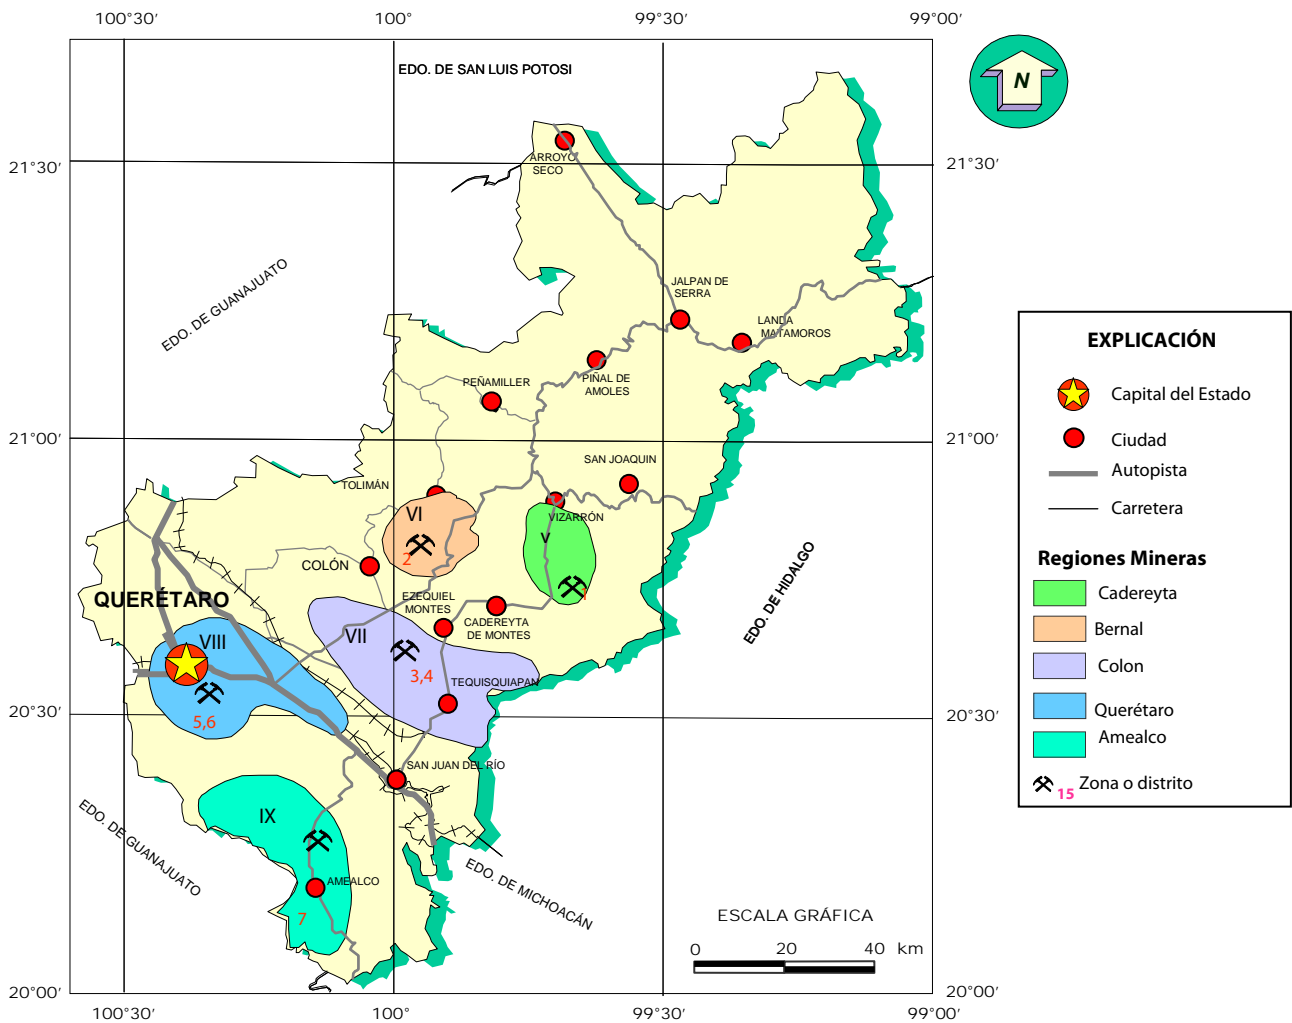 100°30'
100°
99°30'
99°00'
EDO. DE SAN LUIS POTOSI
N
21°30'
21°30'
ARROYO
SECO
EDO. DE GUANAJUATO
JALPAN DE
SERRA
LANDA
MATAMOROS
PEÑAMILLER
PIÑAL DE
AMOLES
21°00'
21°00'
SAN JOAQUIN
TOLIMÁN
VI
VIZARRÓN
V
2
COLÓN
1
EDO. DE HIDALGO
QUERÉTARO
EZEQUIEL
MONTES
CADEREYTA
DE MONTES
VIII
VII
3,4
TEQUISQUIAPAN
5,6
20°30'
20°30'
SAN JUAN DEL RÍO
IX
EDO. DE GUANAJUATO
AMEALCO
7
EDO. DE MICHOACÁN
ESCALA GRÁFICA
0 20 40 km
20°00'
20°00'
100°30'
100°
99°30'
99°00'
EXPLICACIÓN
Capital del Estado
Ciudad
Autopista
Carretera
Regiones Mineras
Cadereyta
Bernal
Colon
Querétaro
Amealco
15 Zona o distrito